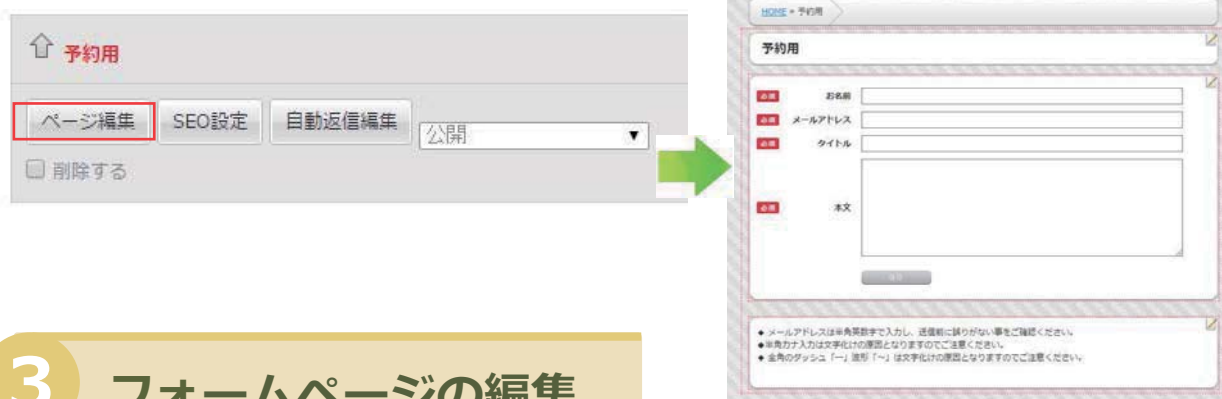 予約用
ページ編集
SEO設定
自動返信編集
公開
削除する
HOME » 予約用
予約用
必須 お名前
必須 メールアドレス
必須 タイトル
必須 本文
◆ メールアドレスは半角英数字で入力し、送信前に誤りがない事をご確認ください。
◆半角カナ入力は文字化けの原因となりますのでご注意ください。
◆ 全角のダッシュ「―」波形「~」は文字化けの原因となりますのでご注意ください。
3 フォームページの編集